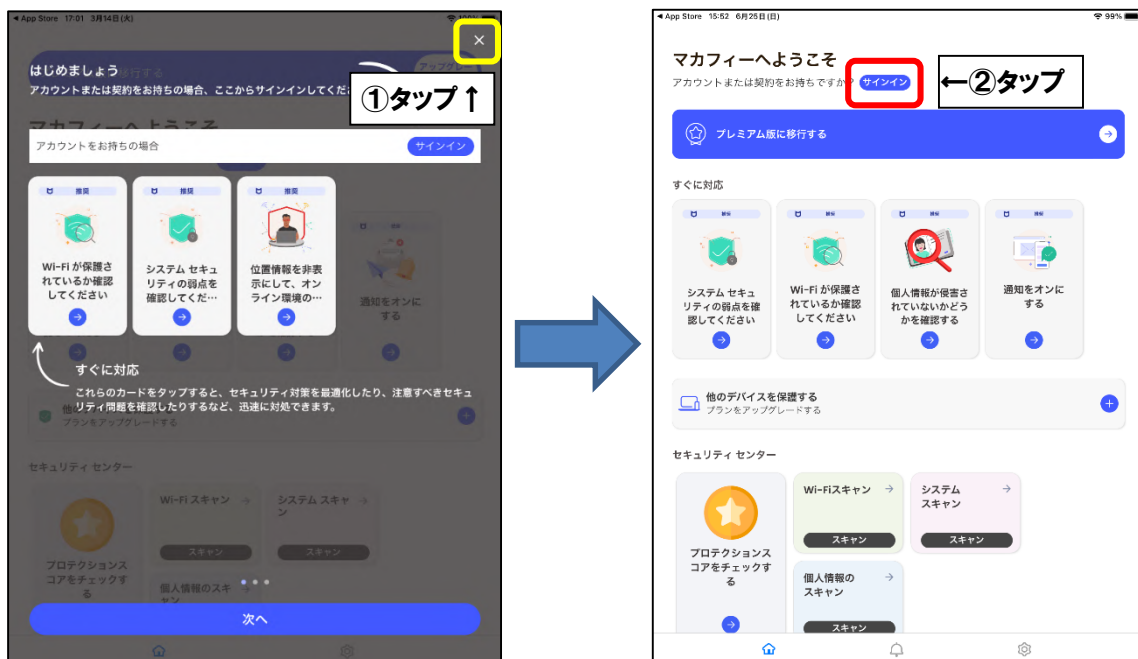 ◀ App Store 17:01 3月14日(火)
100%
×
はじめましょう
アップグレー
アカウントまたは契約をお持ちの場合、ここからサインインしてくだ
①タップ↑
マカフィーへようこそ
アカウントをお持ちの場合
サインイン
推奨
推奨
推奨
Wi-Fi が保護さ
れているか確認
してください
システム セキュ
リティの弱点を
確認してくだ…
位置情報を非表
示にして、オン
ライン環境の…
通知をオンに
する
すぐに対応
これらのカードをタップすると、セキュリティ対策を最適化したり、注意すべきセキュ
リティ問題を確認したりするなど、迅速に対処できます。
プランをアップグレードする
セキュリティ センター
Wi-Fi スキャン
システム スキャ
ン
スキャン
スキャン
プロテクションス
コアをチェックす
る
個人情報のスキ
ャン
次へ
◀ App Store 15:52 6月25日(日)
99%
マカフィーへようこそ
アカウントまたは契約をお持ちですか?
サインイン
←②タップ
プレミアム版に移行する
すぐに対応
システム セキュ
リティの弱点を確
認してください
Wi-Fi が保護さ
れているか確認
してください
個人情報が侵害さ
れていないかどう
かを確認する
通知をオンに
する
他のデバイスを保護する
プランをアップグレードする
セキュリティ センター
Wi-Fiスキャン
システム
スキャン
スキャン
スキャン
プロテクションス
コアをチェックす
る
個人情報の
スキャン
スキャン